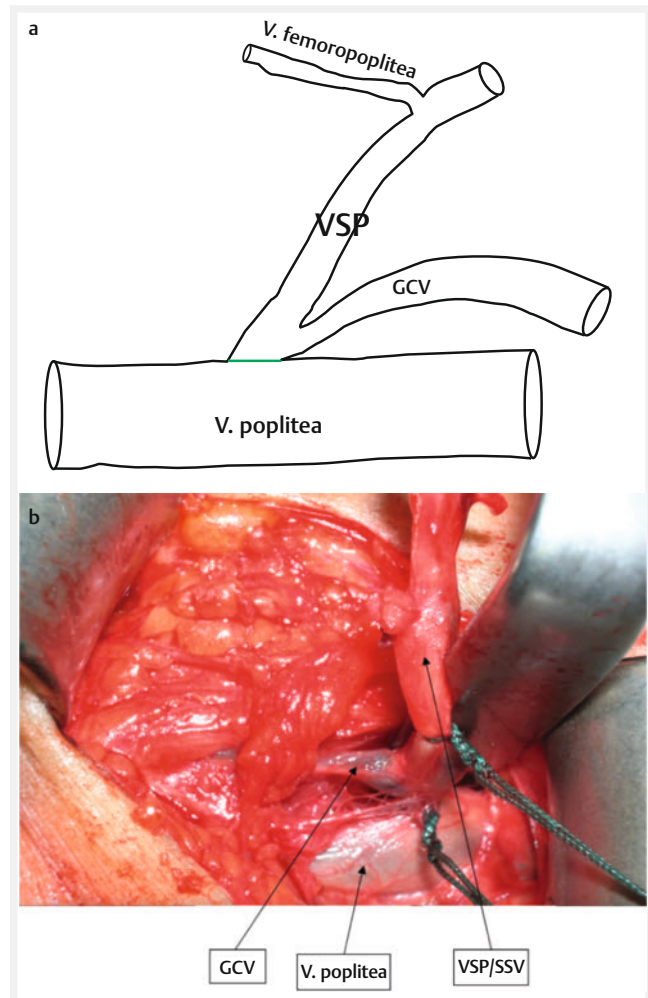 a
V. femoropoplitea
VSP
GCV
V. poplitea
b
GCV
V. poplitea
VSP/SSV